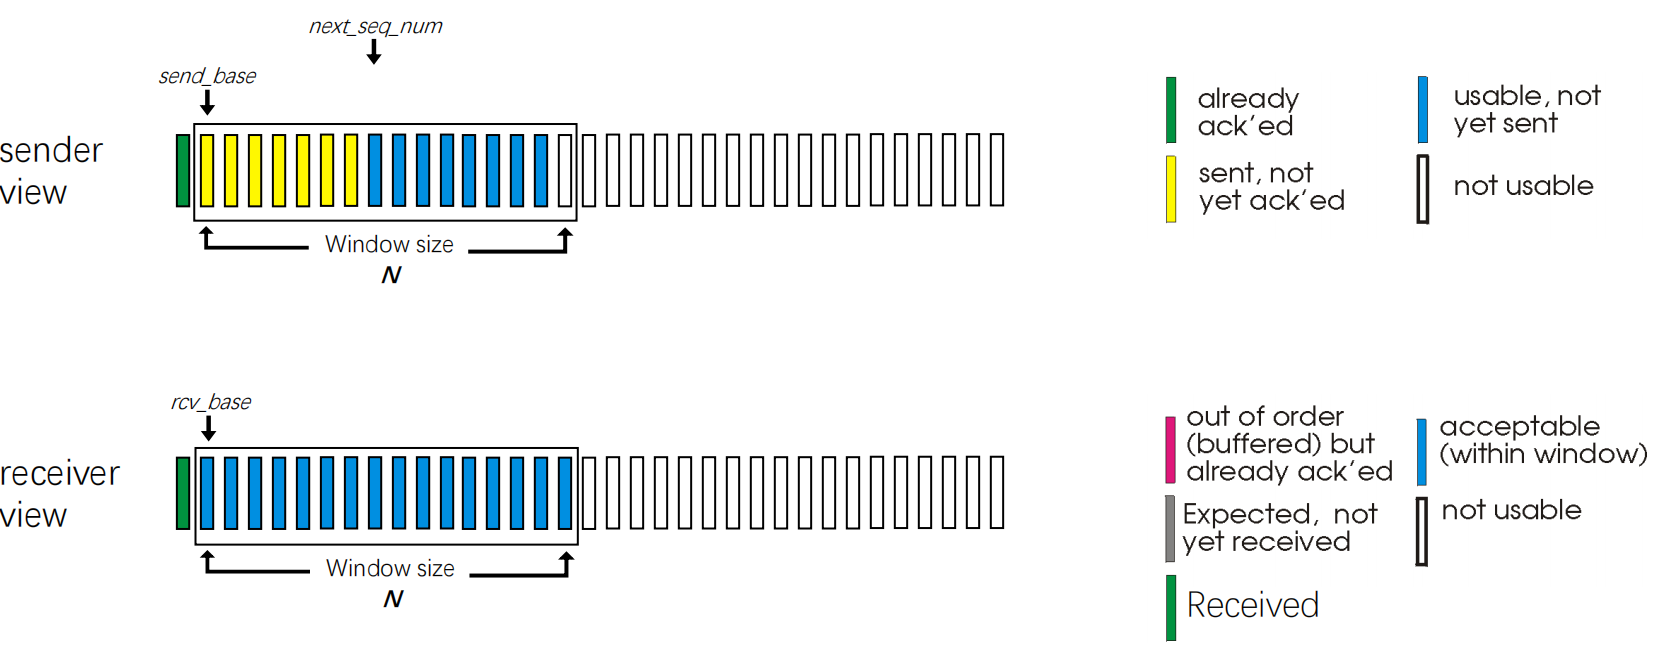 next_seq_num
send_base
sender
view
Window size
N
already
ack'ed
usable, not
yet sent
sent, not
yet ack'ed
not usable
rcv_base
receiver
view
Window size
N
out of order
(buffered) but
already ack'ed
acceptable
(within window)
Expected, not
yet received
not usable
Received